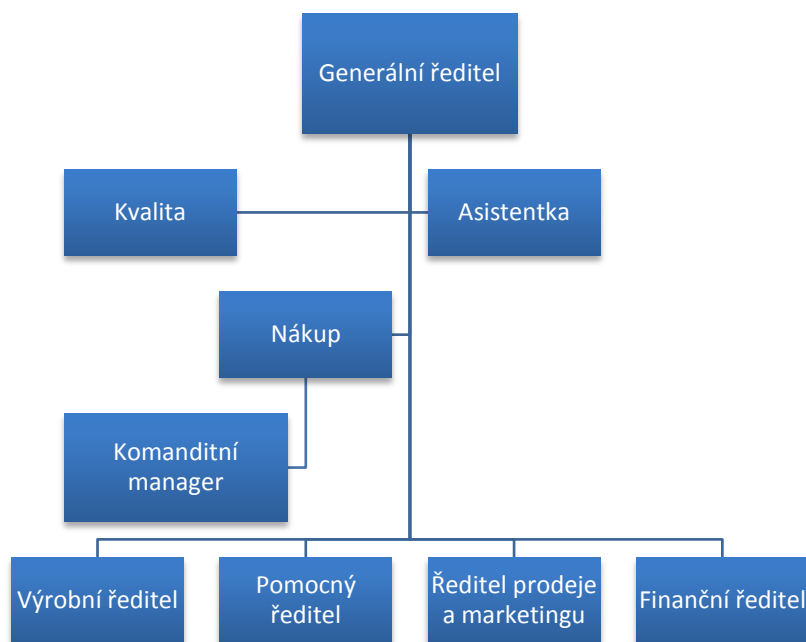 Generální ředitel
Kvalita
Asistentka
Nákup
Komanditní
manager
Výrobní ředitel
Pomocný
ředitel
Ředitel prodeje
a marketingu
Finanční ředitel